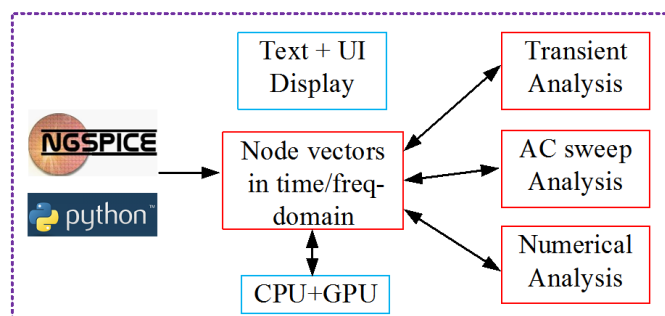 Text + UI
Display
Transient
Analysis
NGSPICE
Node vectors
in time/freq-
domain
AC sweep
Analysis
python™
Numerical
Analysis
CPU+GPU